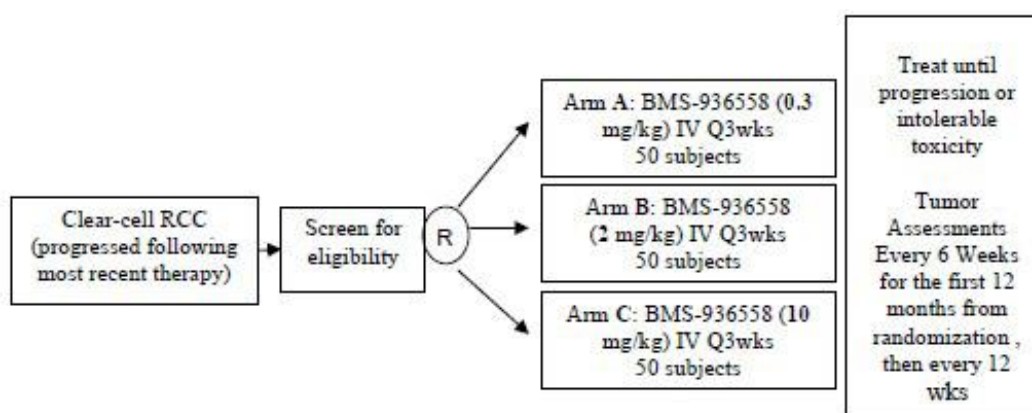 Clear-cell RCC
(progressed following
most recent therapy)
Screen for
eligibility
R
Arm A: BMS-936558 (0.3
mg/kg) IV Q3wks
50 subjects
Arm B: BMS-936558
(2 mg/kg) IV Q3wks
50 subjects
Arm C: BMS-936558 (10
mg/kg) IV Q3wks
50 subjects
Treat until
progression or
intolerable
toxicity
Tumor
Assessments
Every 6 Weeks
for the first 12
months from
randomization ,
then every 12
wks